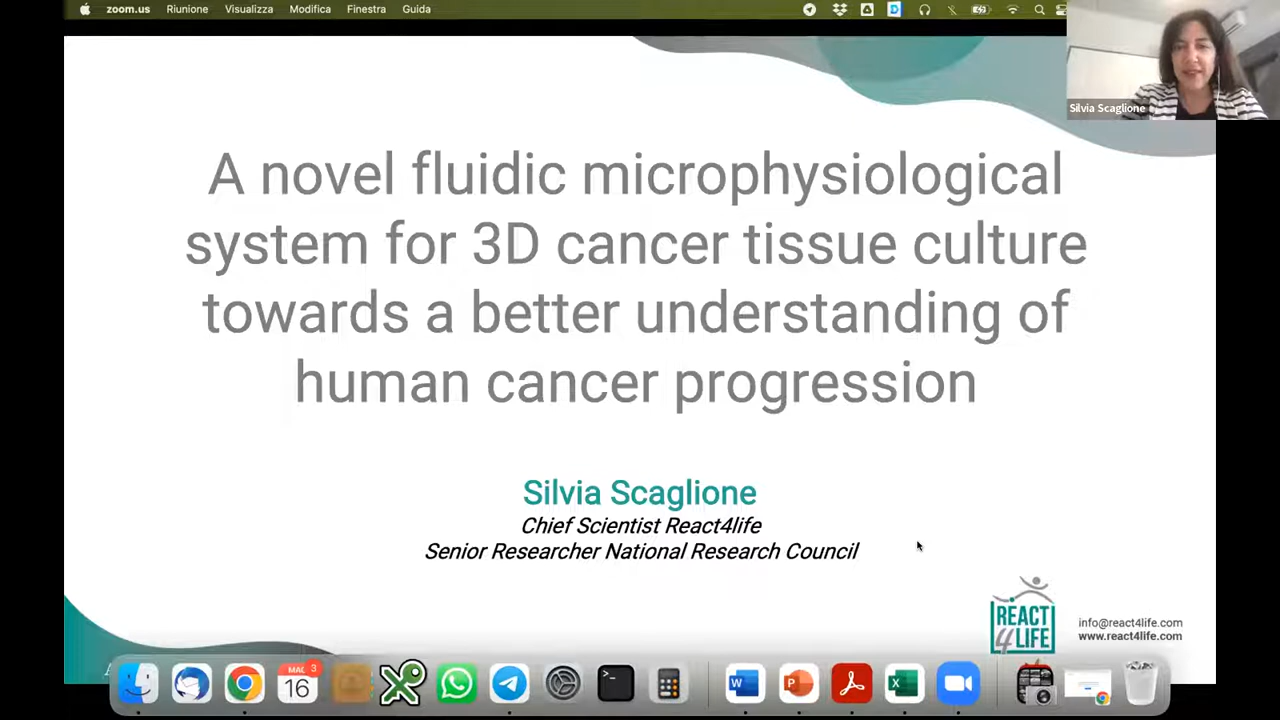 zoom.us Riunione Visualizza Modifica Finestra Guida
Silvia Scaglione
A novel fluidic microphysiological
system for 3D cancer tissue culture
towards a better understanding of
human cancer progression
Silvia Scaglione
Chief Scientist React4life
Senior Researcher National Research Council
REACT
4LIFE
info@react4life.com
www.react4life.com
3
16